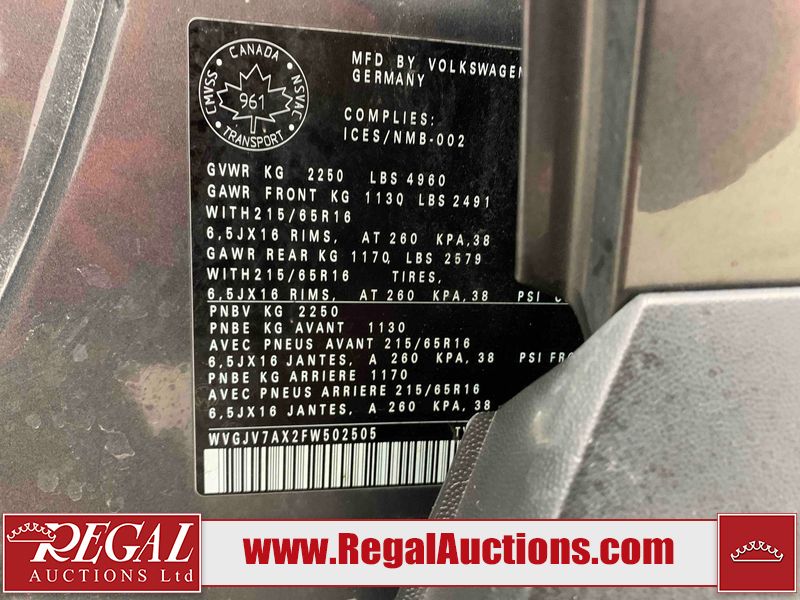 CANADA
CMVSS
NSVAC
961
TRANSPORT
MFD BY VOLKSWAGEN
GERMANY
COMPLIES:
ICES/NMB-002
GVWR KG 2250 LBS 4960
GAWR FRONT KG 1130 LBS 2491
WITH215/65R16
6,5JX16 RIMS, AT 260 KPA,38
GAWR REAR KG 1170, LBS 2579
WITH215/65R16 TIRES,
6,5JX16 RIMS, AT 260 KPA,38 PSI
PNBV KG 2250
PNBE KG AVANT 1130
AVEC PNEUS AVANT 215/65R16
6,5JX16 JANTES, A 260 KPA,38 PSI FRO
PNBE KG ARRIERE 1170
AVEC PNEUS ARRIERE 215/65R16
6,5JX16 JANTES, A 260 KPA,38
WVGJV7AX2FW502505
REGAL
AUCTIONS Ltd
www.RegalAuctions.com